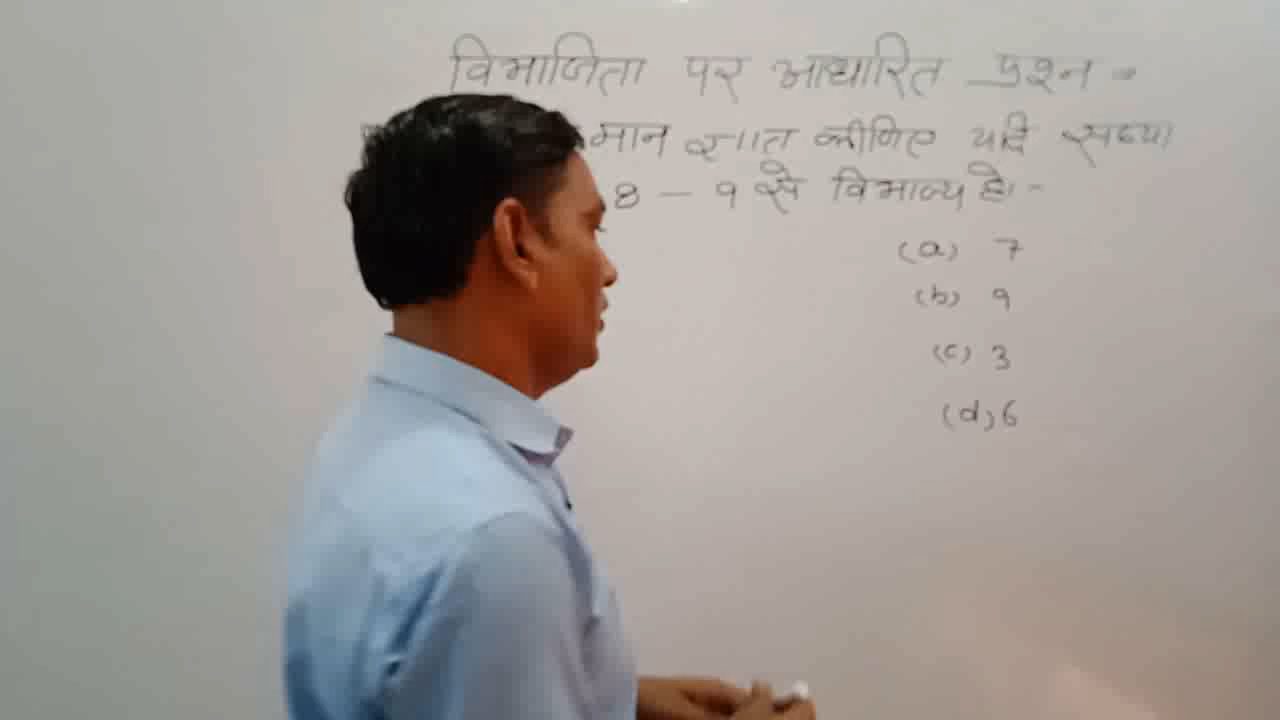 विभाजिता पर आधारित प्रश्न -
मान ज्ञात कीजिए यदि संख्या
8 - 9 से विभाज्य है। -
(a) 7
(b) 9
(c) 3
(d) 6